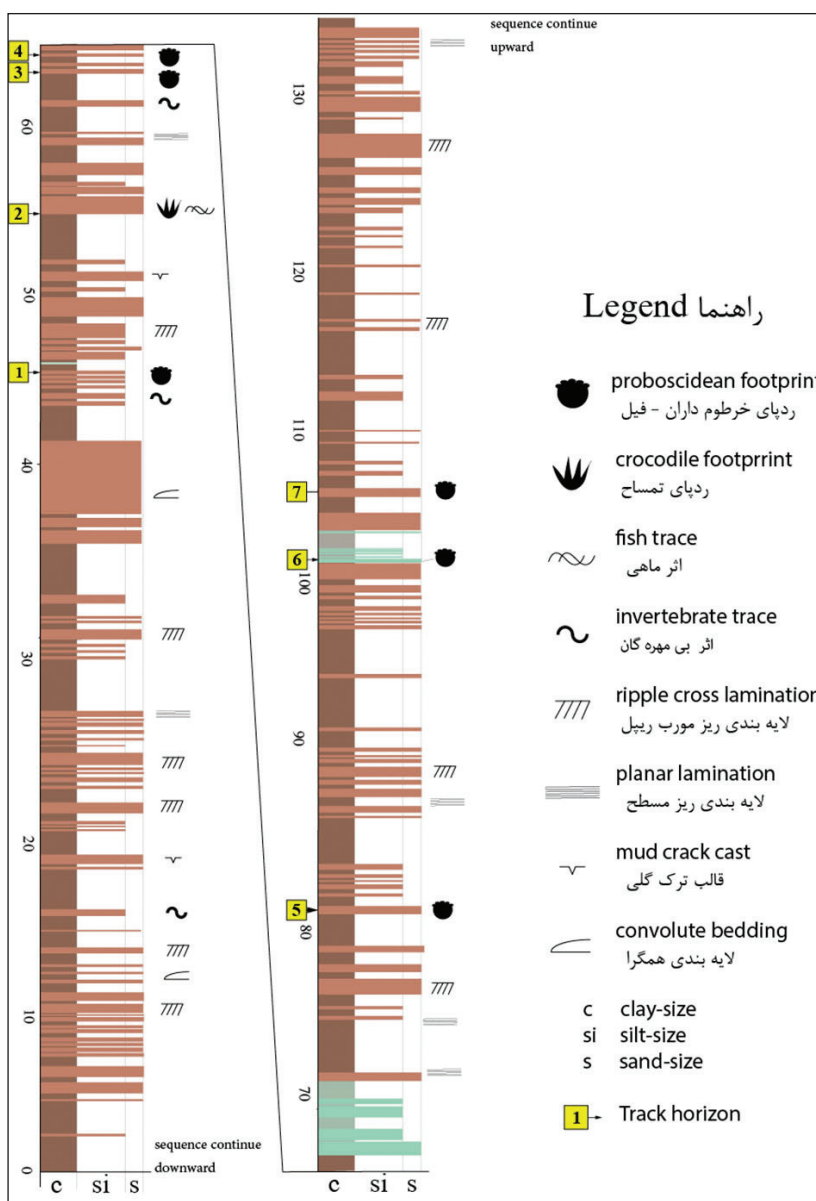 4
3
60
2
50
1
40
30
20
10
0
sequence continue
downward
c si s
sequence continue
upward
130
120
110
7
6
100
90
5
80
70
c si s
Legend راهنما
proboscidean footprint
ردپای خرطوم داران - فیل
crocodile footprrint
ردپای تمساح
fish trace
اثر ماهی
invertebrate trace
اثر بی مهره گان
ripple cross lamination
لایه بندی ریز مورب ریپل
planar lamination
لایه بندی ریز مسطح
mud crack cast
قالب ترک گلی
convolute bedding
لایه بندی همگرا
c clay-size
si silt-size
s sand-size
1 Track horizon